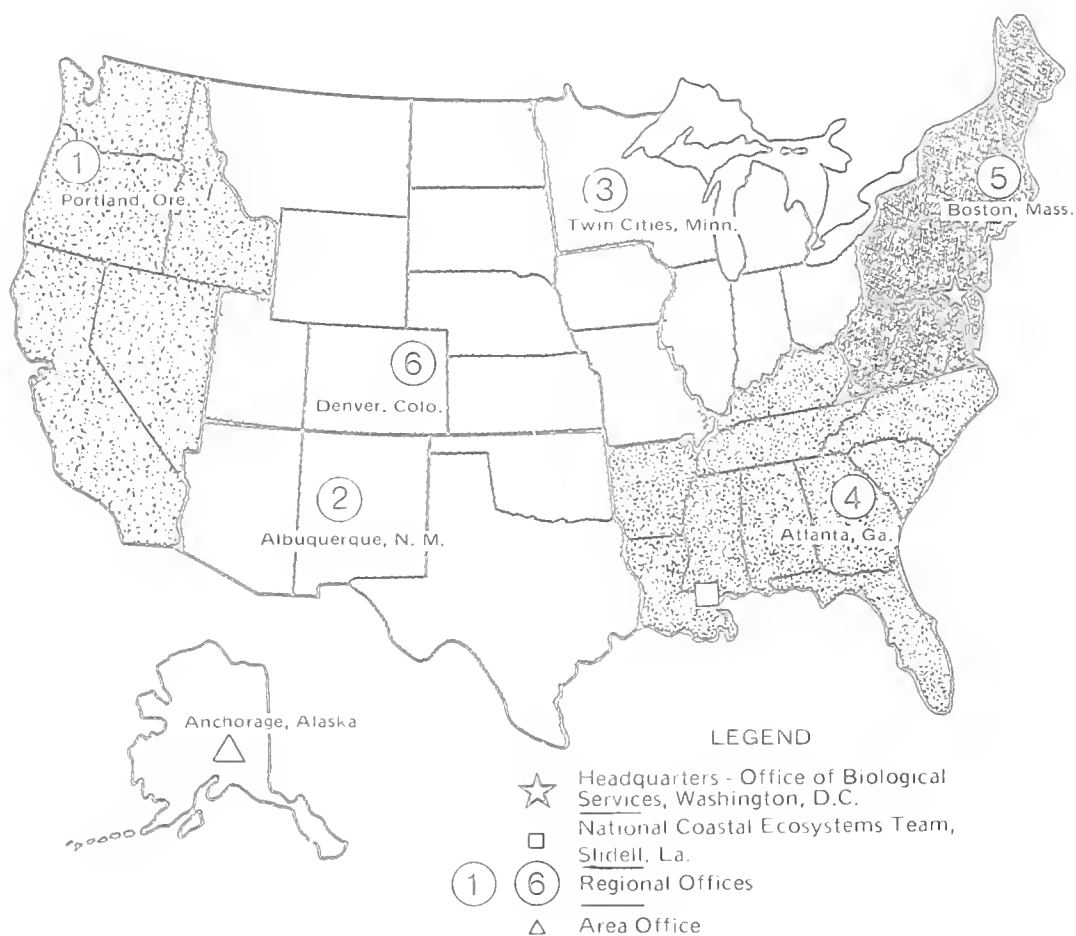 1
Portland, Ore.
3
Twin Cities, Minn.
5
Boston, Mass.
6
Denver. Colo.
2
Albuquerque, N. M.
4
Atlanta, Ga.
Anchorage, Alaska
LEGEND
Headquarters - Office of Biological
Services, Washington, D.C.
National Coastal Ecosystems Team,
Slidell, La.
1 6 Regional Offices
Area Office